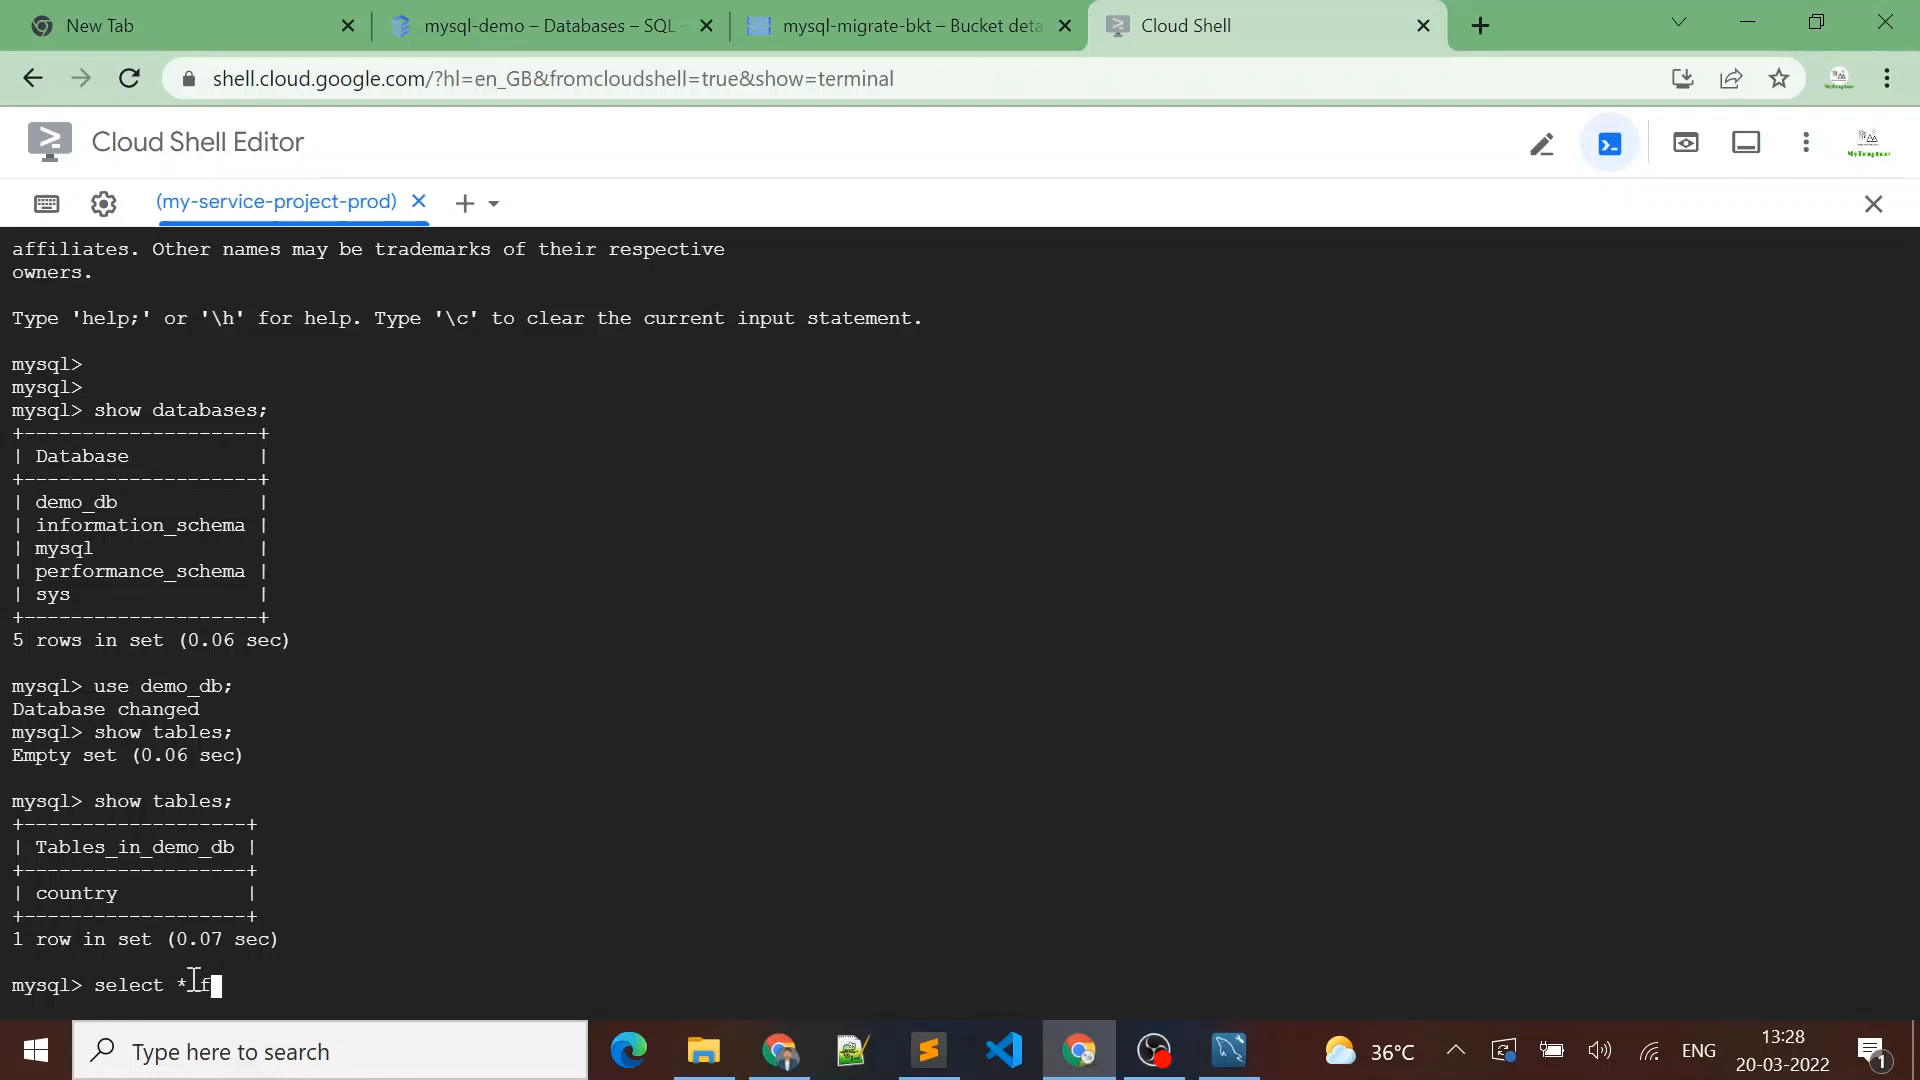 New Tab
mysql-demo – Databases – SQL –
mysql-migrate-bkt – Bucket deta
Cloud Shell
shell.cloud.google.com/?hl=en_GB&fromcloudshell=true&show=terminal
Cloud Shell Editor
(my-service-project-prod)
affiliates. Other names may be trademarks of their respective
owners.
Type 'help;' or '\h' for help. Type '\c' to clear the current input statement.
mysql>
mysql>
mysql> show databases;
+--------------------+
| Database           |
+--------------------+
| demo_db            |
| information_schema |
| mysql              |
| performance_schema |
| sys                |
+--------------------+
5 rows in set (0.06 sec)
mysql> use demo_db;
Database changed
mysql> show tables;
Empty set (0.06 sec)
mysql> show tables;
+-------------------+
| Tables_in_demo_db |
+-------------------+
| country           |
+-------------------+
1 row in set (0.07 sec)
mysql> select * f
Type here to search
36°C
ENG
13:28
20-03-2022
1